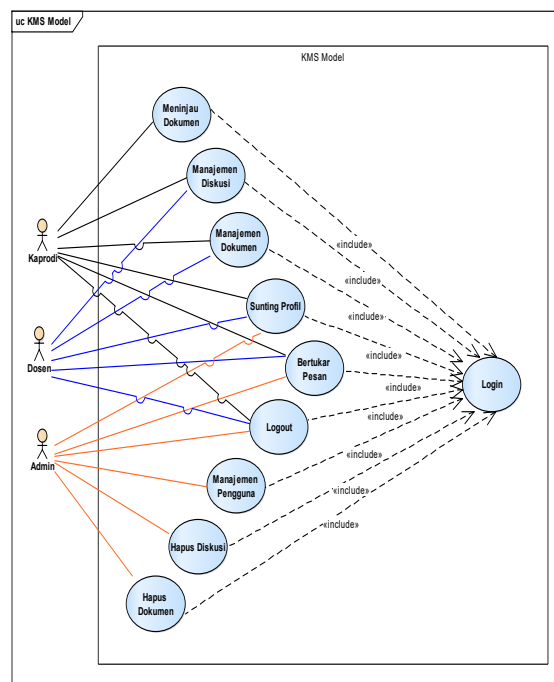 uc KMS Model
KMS Model
Meninjau
Dokumen
Manajemen
Diskusi
Manajemen
Dokumen
Sunting Profil
Bertukar
Pesan
Logout
Manajemen
Pengguna
Hapus Diskusi
Hapus
Dokumen
Kaprodi
Dosen
Admin
Login
«include»
«include»
«include»
«include»
«include»
«include»
«include»
«include»
«include»